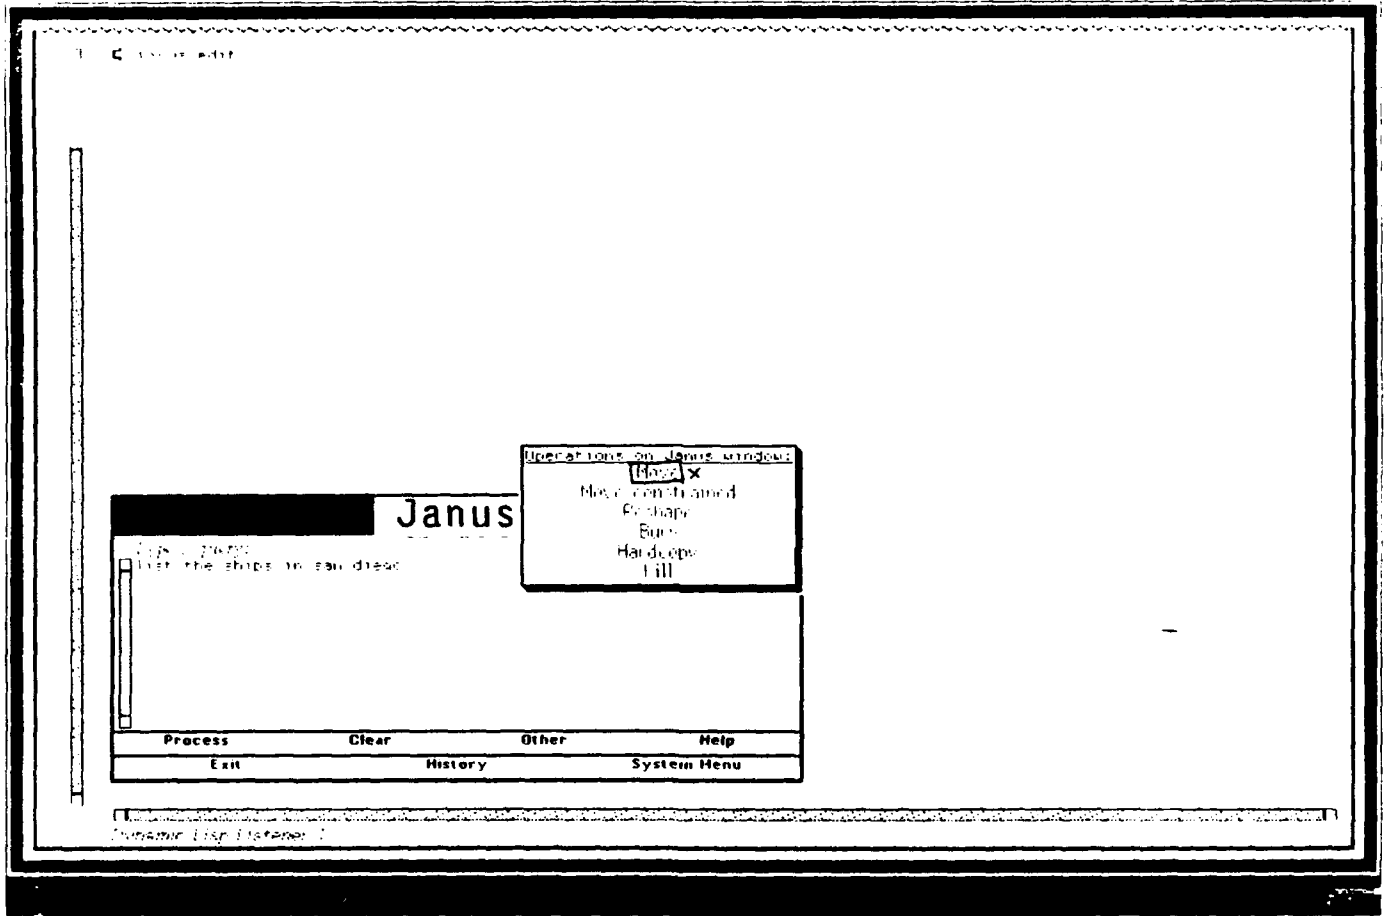 edit
Operations on Janus window:
Move
Move constrained
Reshape
Bury
Hardcopy
Kill
Janus
list the ships in san diego
Process Clear Other Help
Exit History System Menu
Dynamic Lisp Listener 1